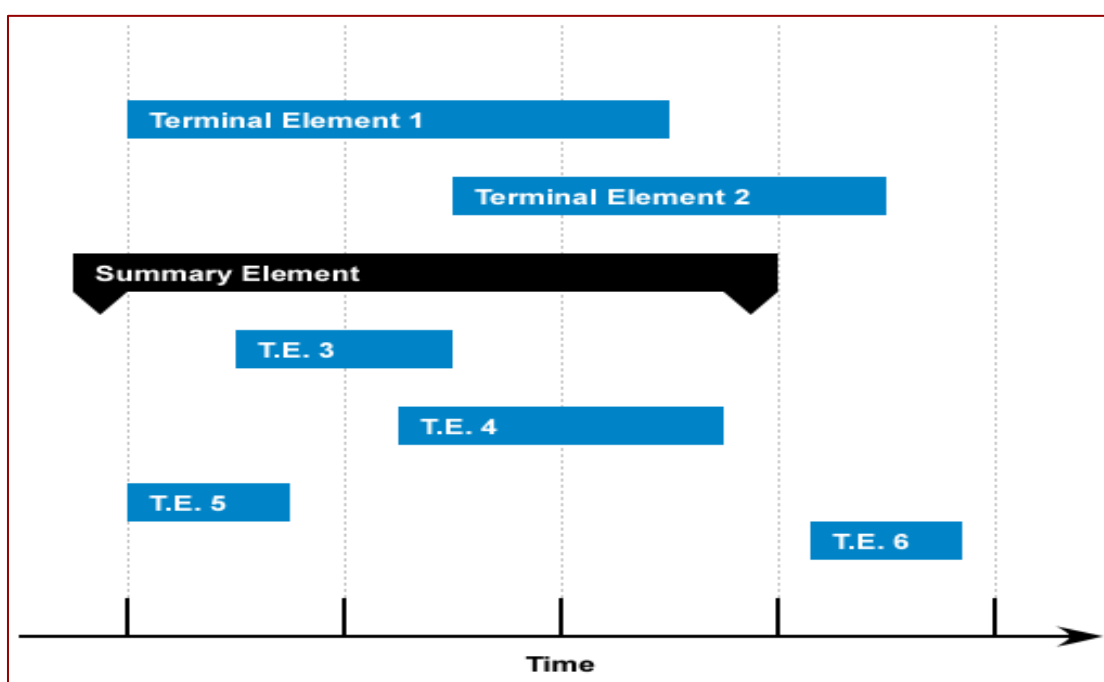 Terminal Element 1
Terminal Element 2
Summary Element
T.E. 3
T.E. 4
T.E. 5
T.E. 6
Time